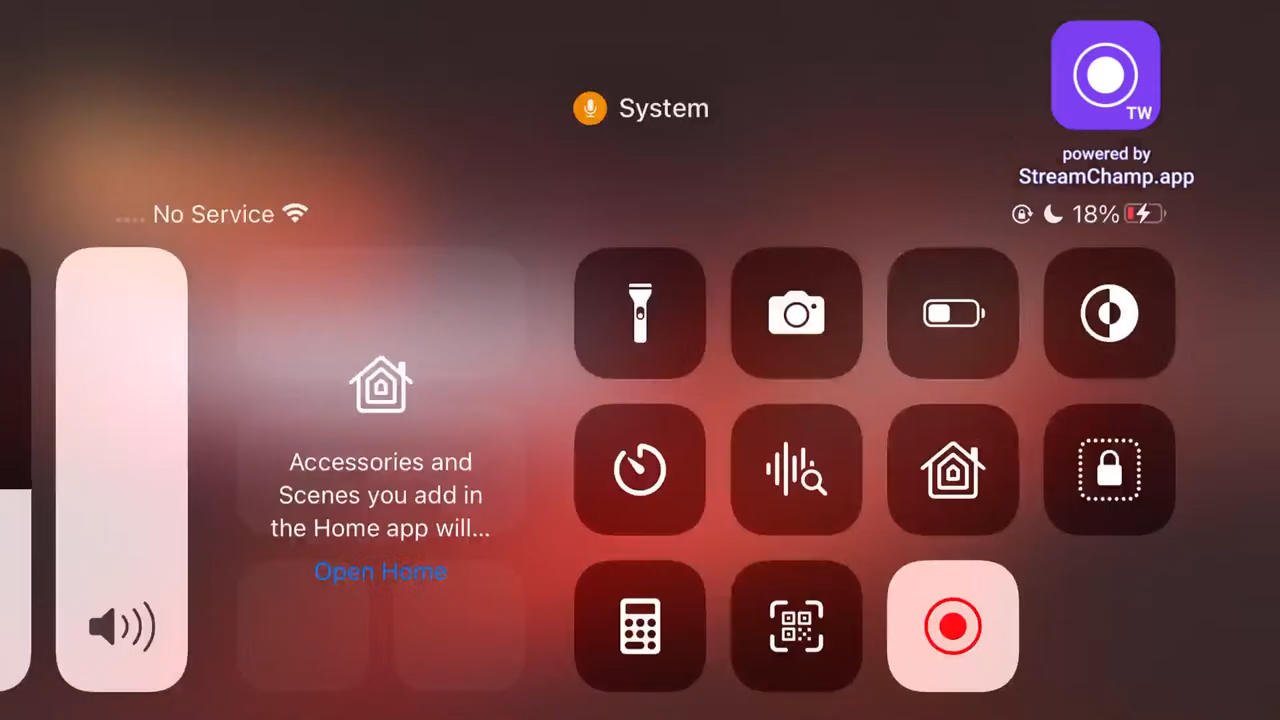 TW
System
powered by
StreamChamp.app
No Service
18%
Accessories and
Scenes you add in
the Home app will...
Open Home